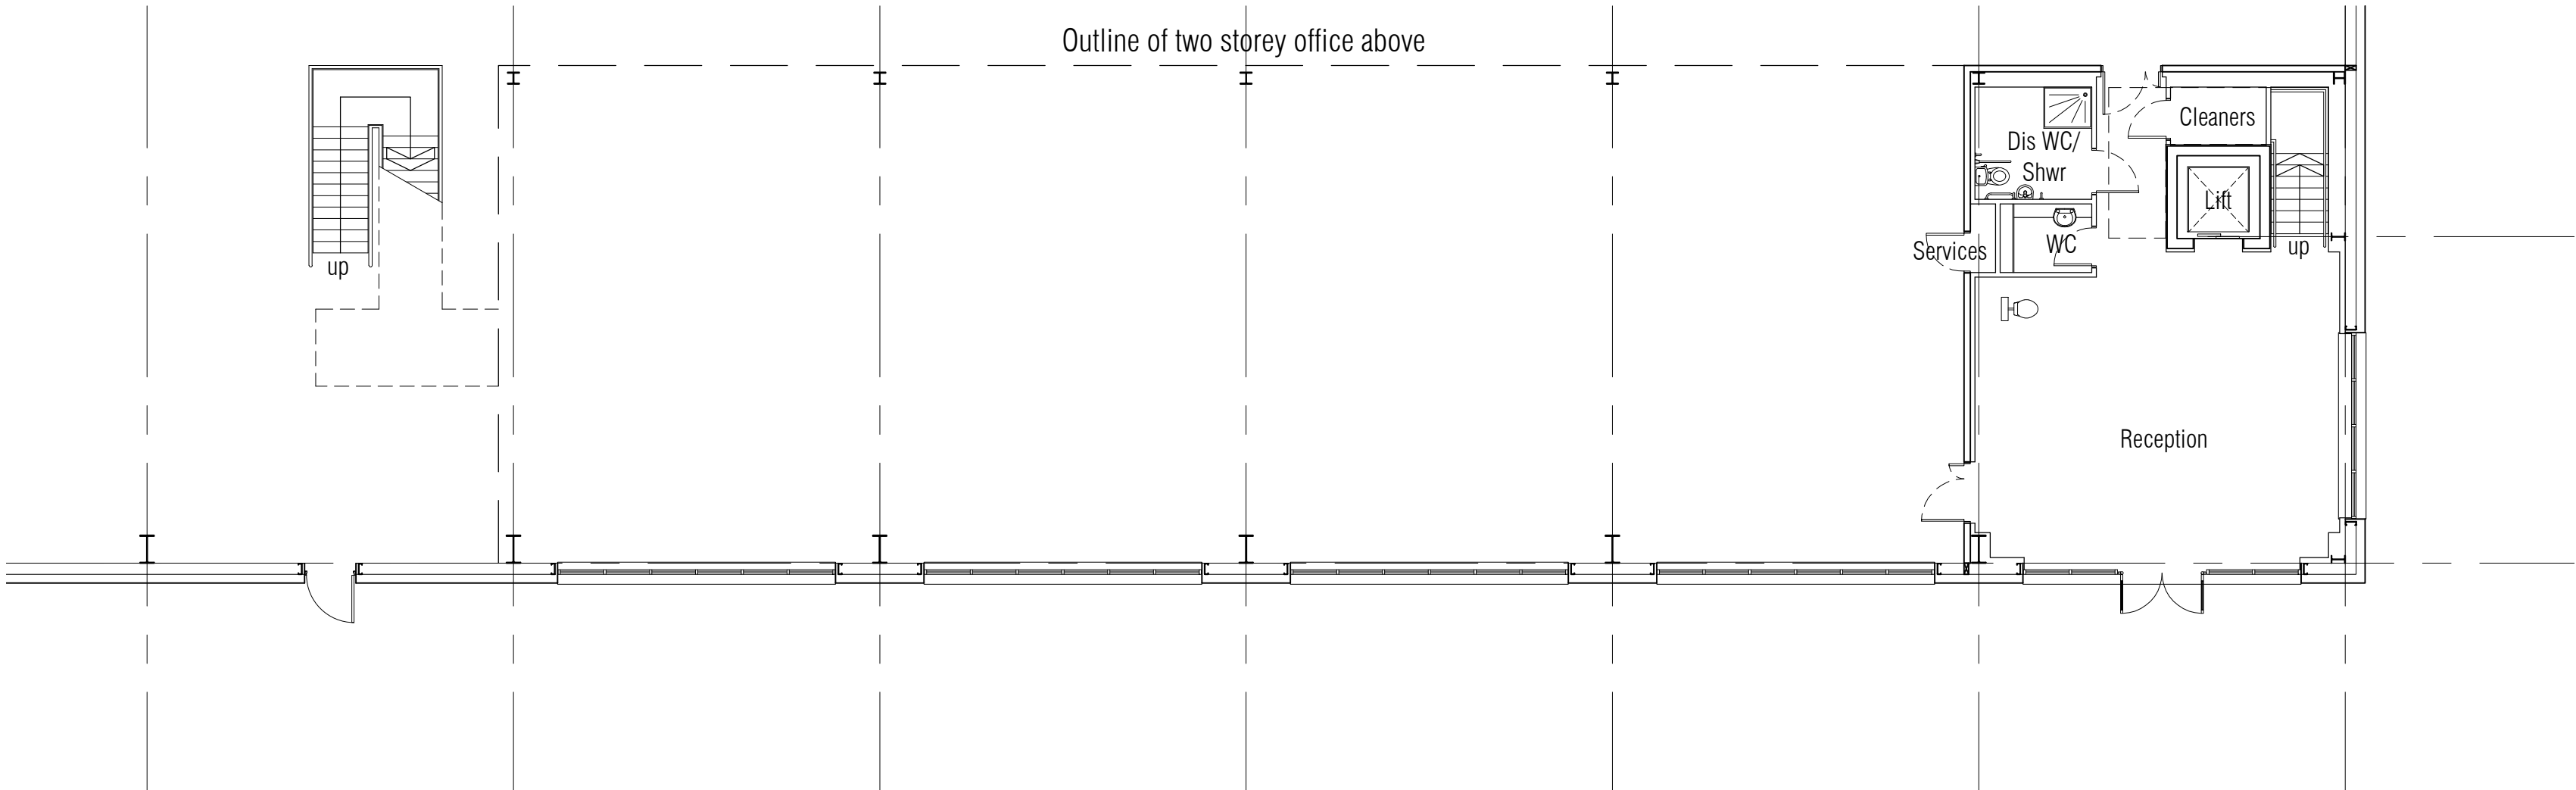 Outline of two storey office above
Cleaners
Dis WC/
Shwr
Lift
Services
WC
up
up
Reception